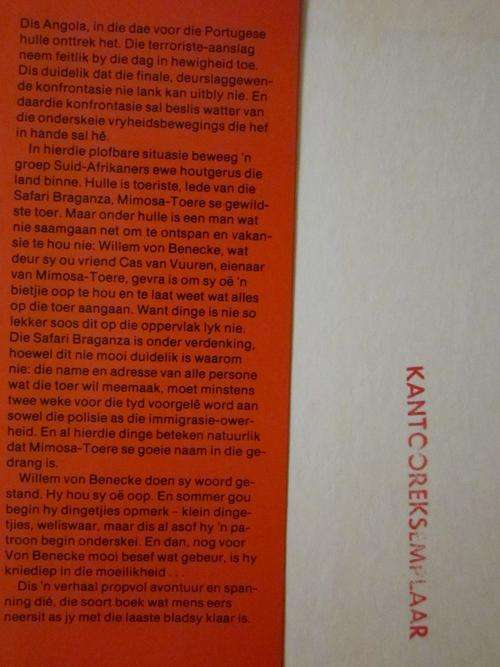 Dis Angola, in die dae voor die Portugese
hulle onttrek het. Die terroriste-aanslag
neem feitlik by die dag in hewigheid toe.
Dis duidelik dat die finale, deurslaggewen-
de konfrontasie nie lank kan uitbly nie. En
daardie konfrontasie sal beslis watter van
die onderskeie vryheidsbewegings die hef
in hande sal hê.
In hierdie plofbare situasie beweeg 'n
groep Suid-Afrikaners ewe houtgerus die
land binne. Hulle is toeriste, lede van die
Safari Braganza, Mimosa-Toere se gewild-
ste toer. Maar onder hulle is een man wat
nie saamgaan net om te ontspan en vakan-
sie te hou nie: Willem von Benecke, wat
deur sy ou vriend Cas van Vuuren, eienaar
van Mimosa-Toere, gevra is om sy oë 'n
bietjie oop te hou en te laat weet wat alles
op die toer aangaan. Want dinge is nie so
lekker soos dit op die oppervlak lyk nie.
Die Safari Braganza is onder verdenking,
hoewel dit nie mooi duidelik is waarom
nie: die name en adresse van alle persone
wat die toer wil meemaak, moet minstens
twee weke voor die tyd voorgelê word aan
sowel die polisie as die immigrasie-ower-
heid. En al hierdie dinge beteken natuurlik
dat Mimosa-Toere se goeie naam in die ge-
drang is.
Willem von Benecke doen sy woord ge-
stand. Hy hou sy oë oop. En sommer gou
begin hy dingetjies opmerk – klein dinge-
tjies, weliswaar, maar dis al asof hy 'n pa-
troon begin onderskei. En dan, nog voor
Von Benecke mooi besef wat gebeur, is hy
kniediep in die moeilikheid . . .
Dis 'n verhaal propvol avontuur en span-
ning dié, die soort boek wat mens eers
neersit as jy met die laaste bladsy klaar is.
KANTOOREKSEMPLAAR